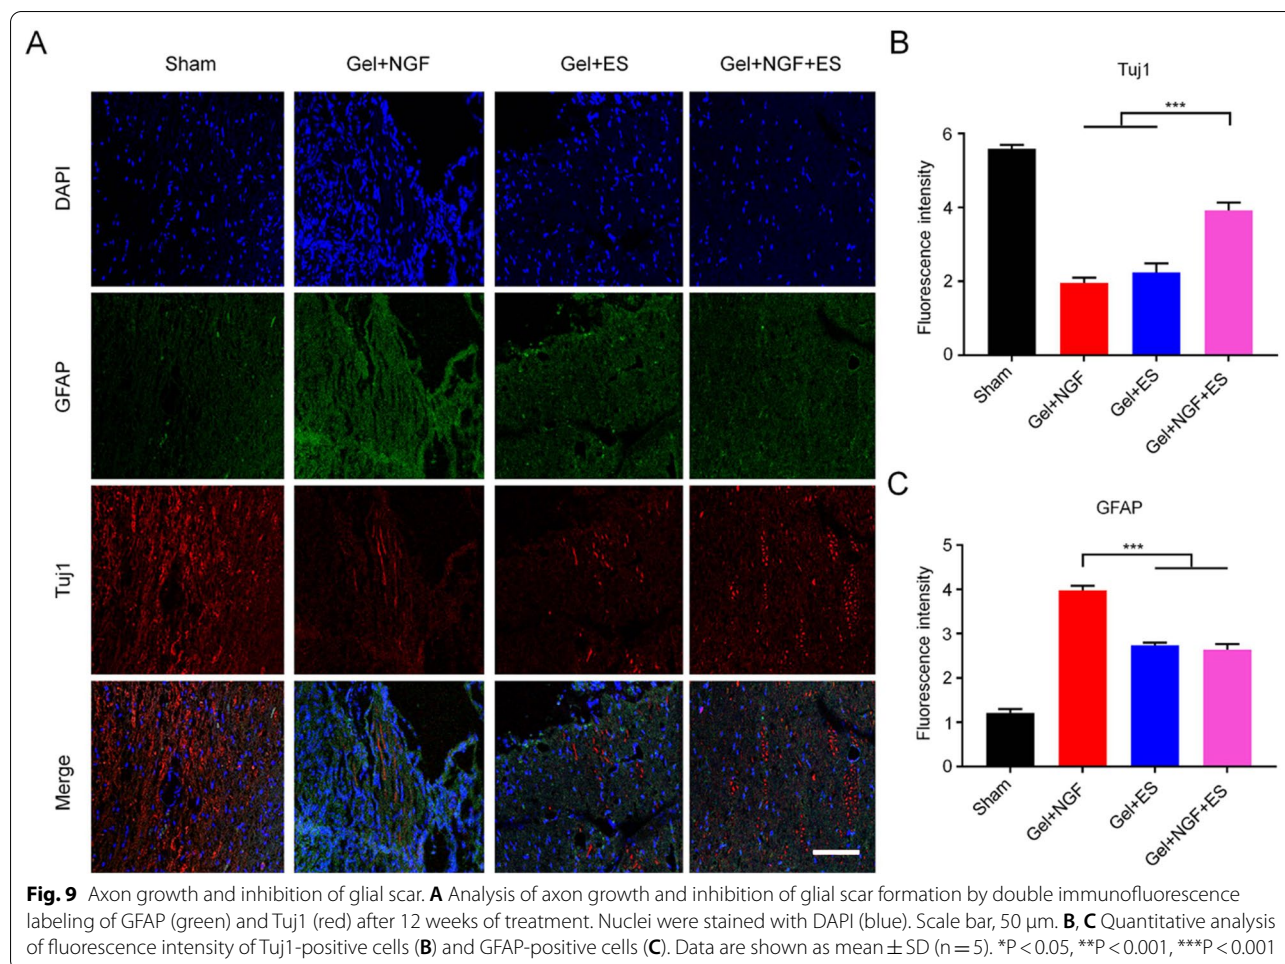 A
Sham
Gel+NGF
Gel+ES
Gel+NGF+ES
DAPI
GFAP
Tuj1
Merge
B
Tuj1
***
Fluorescence intensity
6
4
2
0
Sham
Gel+NGF
Gel+ES
Gel+NGF+ES
C
GFAP
***
Fluorescence intensity
5
4
3
2
1
0
Sham
Gel+NGF
Gel+ES
Gel+NGF+ES
Fig. 9 Axon growth and inhibition of glial scar. A Analysis of axon growth and inhibition of glial scar formation by double immunofluorescence
labeling of GFAP (green) and Tuj1 (red) after 12 weeks of treatment. Nuclei were stained with DAPI (blue). Scale bar, 50 μm. B, C Quantitative analysis
of fluorescence intensity of Tuj1-positive cells (B) and GFAP-positive cells (C). Data are shown as mean ± SD (n = 5). *P < 0.05, **P < 0.001, ***P < 0.001